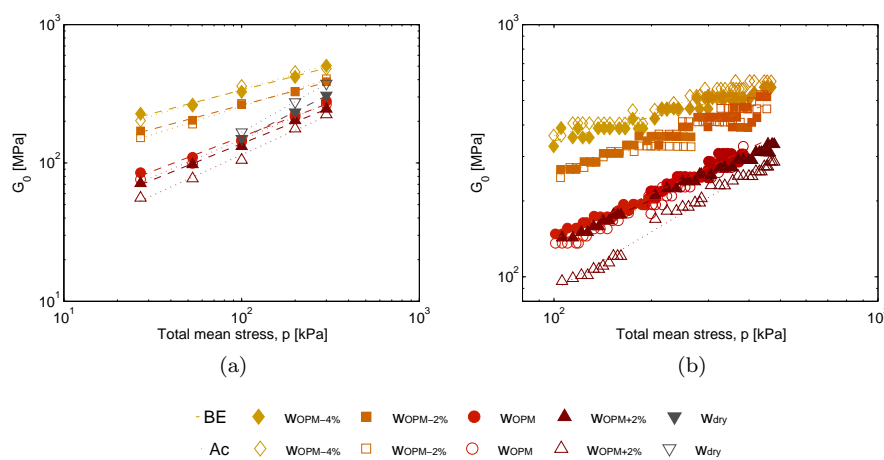 10³
10³
G₀ [MPa]
10²
G₀ [MPa]
10²
10¹
10¹ 10² 10³
10² 10
Total mean stress, p [kPa]
Total mean stress, p [kPa]
(a)
(b)
BE wOPM−4% wOPM−2% wOPM wOPM+2% wdry
Ac wOPM−4% wOPM−2% wOPM wOPM+2% wdry